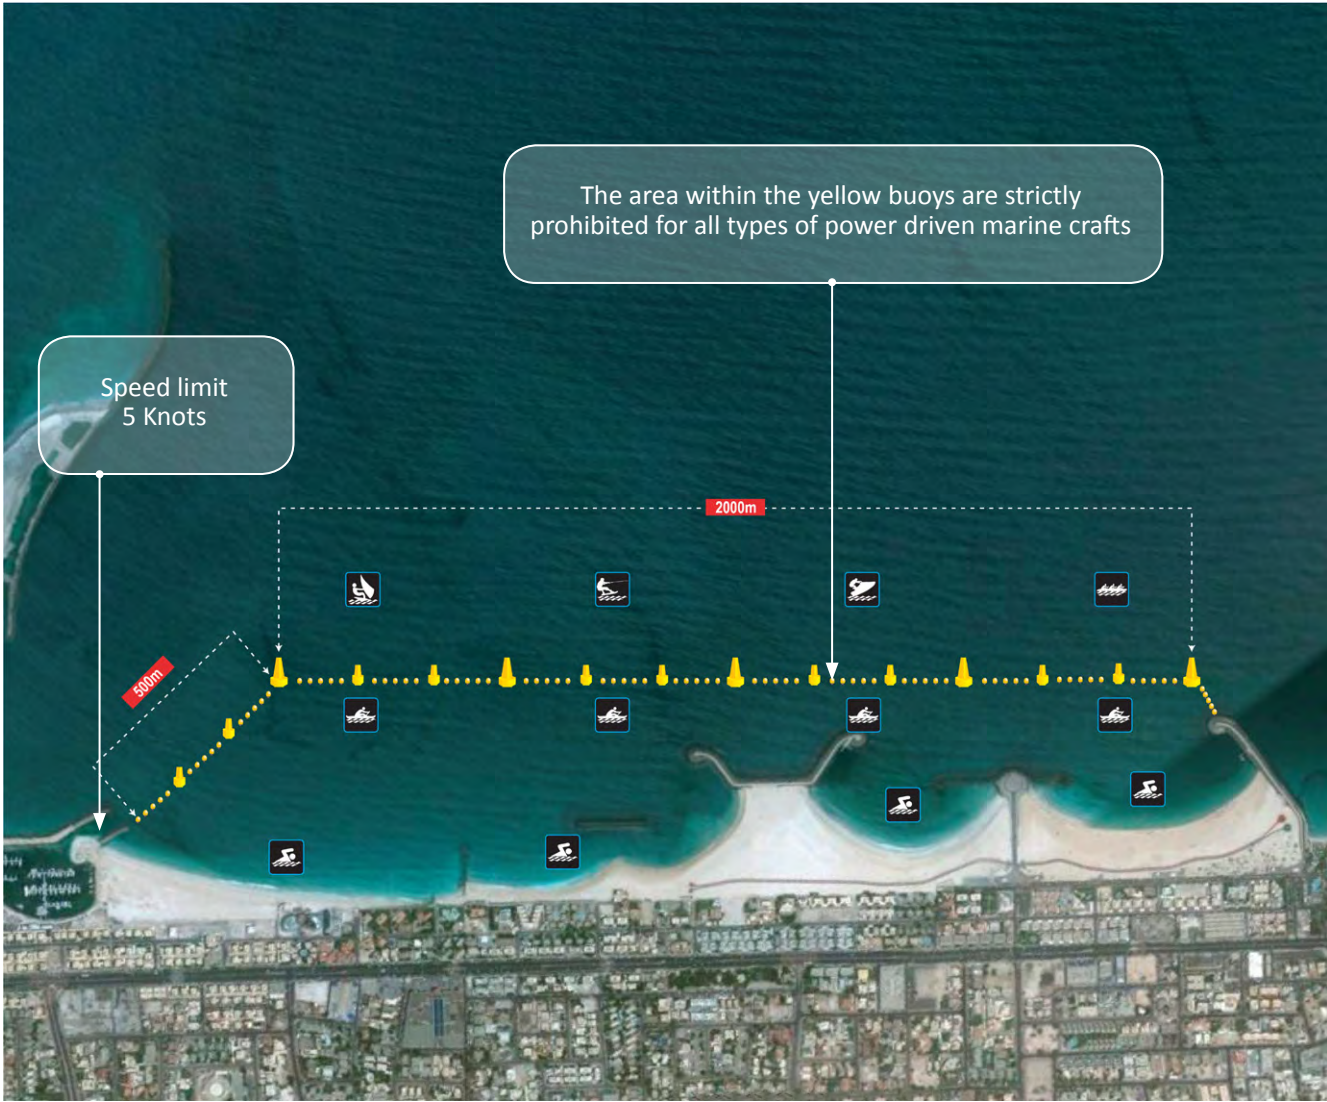 The area within the yellow buoys are strictly
prohibited for all types of power driven marine crafts
Speed limit
5 Knots
2000m
500m